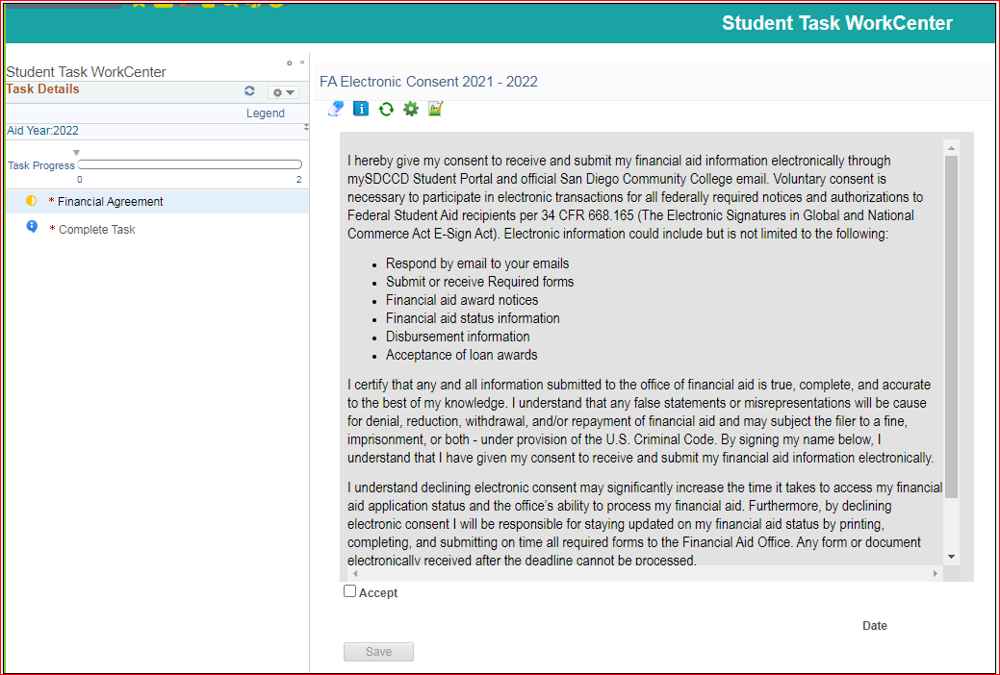 Student Task WorkCenter
Student Task WorkCenter
Task Details
Legend
Aid Year:2022
Task Progress
0 2
* Financial Agreement
* Complete Task
FA Electronic Consent 2021 - 2022
I hereby give my consent to receive and submit my financial aid information electronically through
mySDCCD Student Portal and official San Diego Community College email. Voluntary consent is
necessary to participate in electronic transactions for all federally required notices and authorizations to
Federal Student Aid recipients per 34 CFR 668.165 (The Electronic Signatures in Global and National
Commerce Act E-Sign Act). Electronic information could include but is not limited to the following:
• Respond by email to your emails
• Submit or receive Required forms
• Financial aid award notices
• Financial aid status information
• Disbursement information
• Acceptance of loan awards
I certify that any and all information submitted to the office of financial aid is true, complete, and accurate
to the best of my knowledge. I understand that any false statements or misrepresentations will be cause
for denial, reduction, withdrawal, and/or repayment of financial aid and may subject the filer to a fine,
imprisonment, or both - under provision of the U.S. Criminal Code. By signing my name below, I
understand that I have given my consent to receive and submit my financial aid information electronically.
I understand declining electronic consent may significantly increase the time it takes to access my financial
aid application status and the office's ability to process my financial aid. Furthermore, by declining
electronic consent I will be responsible for staying updated on my financial aid status by printing,
completing, and submitting on time all required forms to the Financial Aid Office. Any form or document
electronically received after the deadline cannot be processed.
Accept
Date
Save